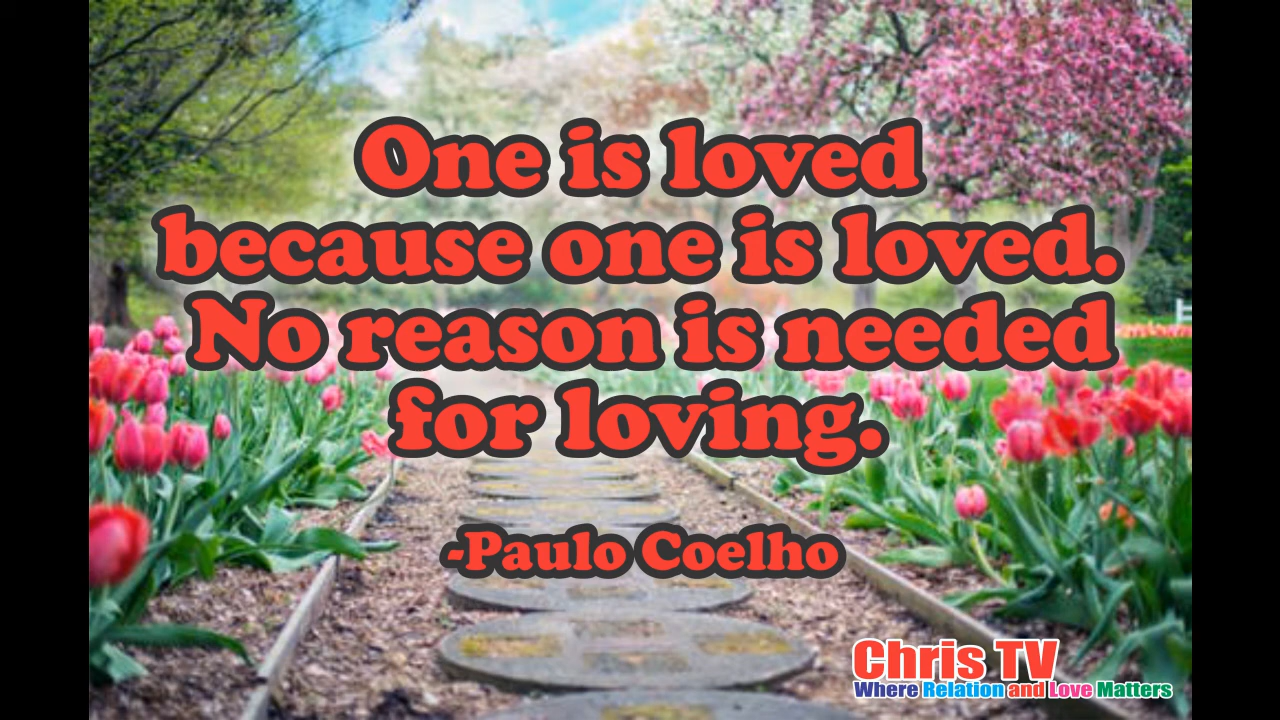 One is loved
because one is loved.
No reason is needed
for loving.
-Paulo Coelho
Chris TV
Where Relation and Love Matters